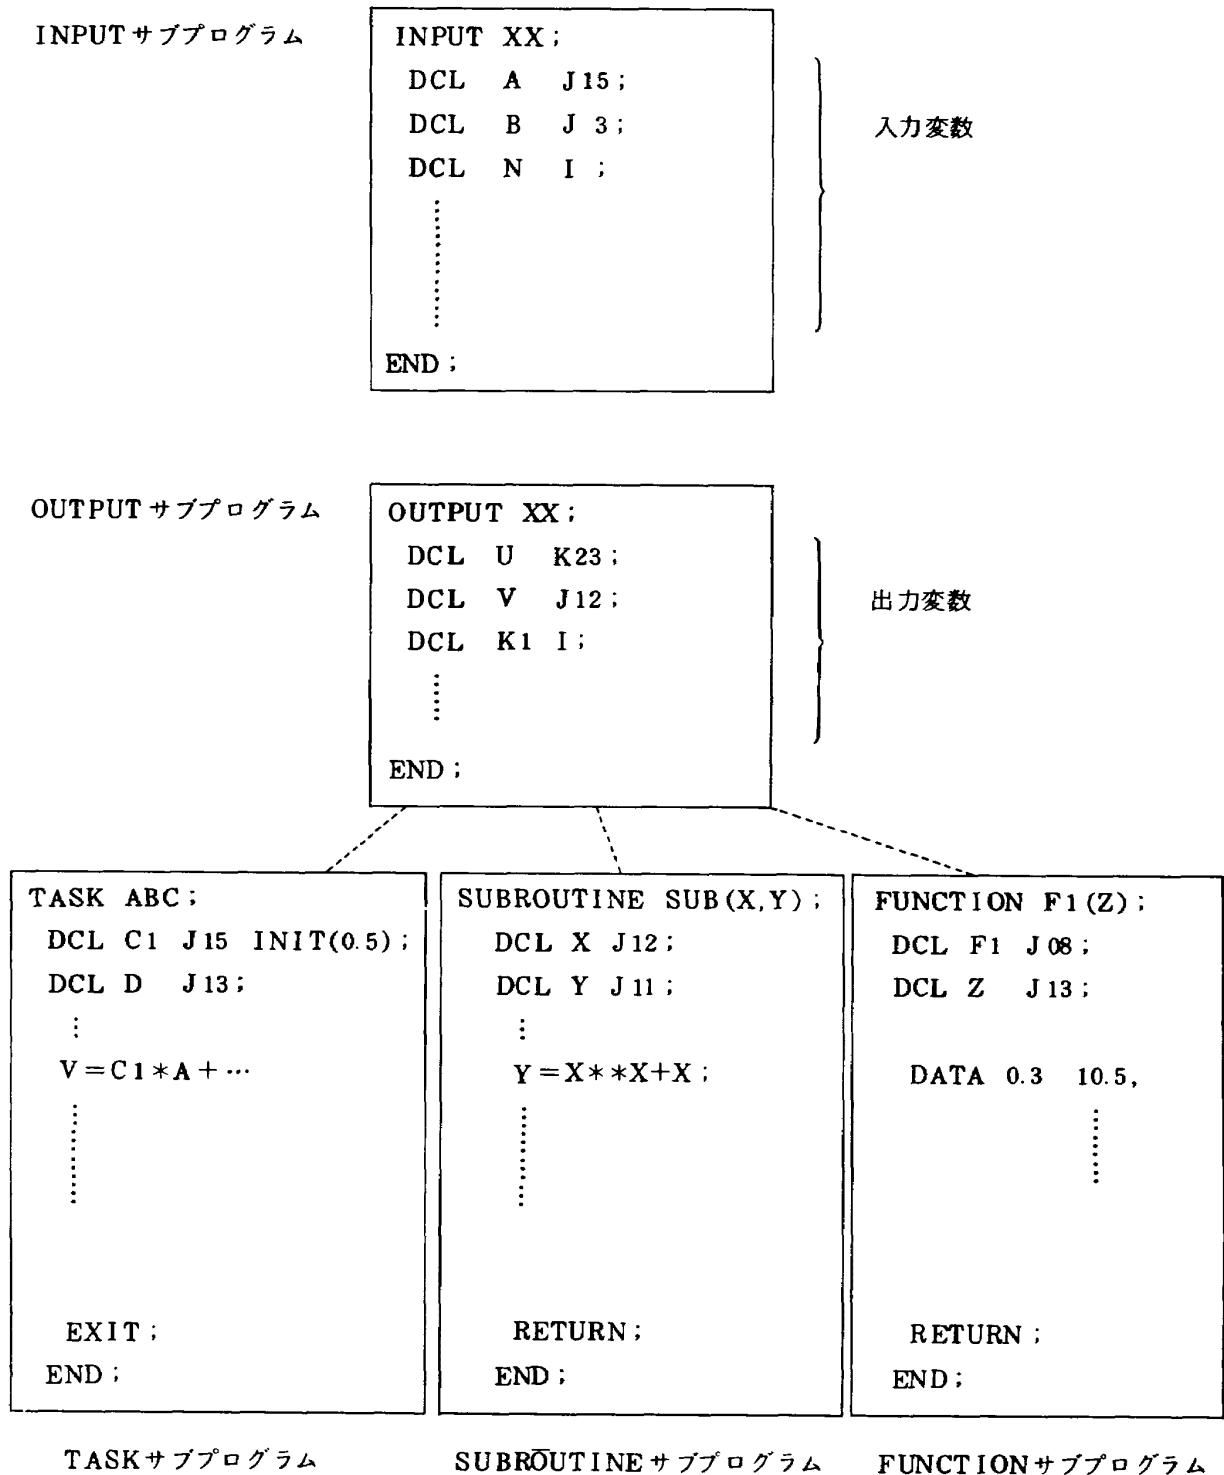 INPUTサブプログラム
INPUT XX;
DCL A J15;
DCL B J 3;
DCL N I ;
END;
入力変数
OUTPUTサブプログラム
OUTPUT XX;
DCL U K23;
DCL V J12;
DCL K1 I;
END;
出力変数
TASK ABC;
DCL C1 J15 INIT(0.5);
DCL D J13;
V=C1*A+…
EXIT;
END;
TASKサブプログラム
SUBROUTINE SUB(X,Y);
DCL X J12;
DCL Y J11;
Y=X**X+X;
RETURN;
END;
SUBROUTINEサブプログラム
FUNCTION F1(Z);
DCL F1 J08;
DCL Z J13;
DATA 0.3 10.5,
RETURN;
END;
FUNCTIONサブプログラム